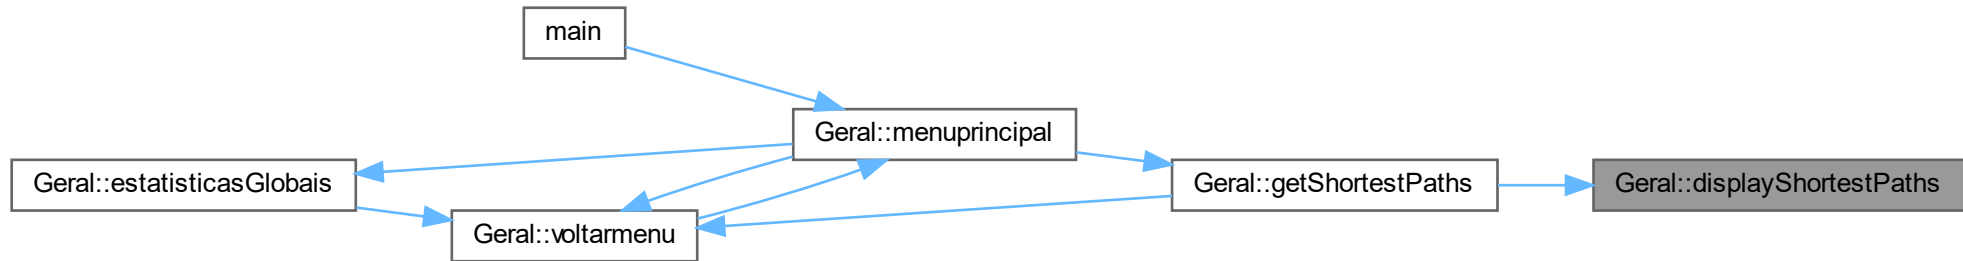 main
Geral::menuprincipal
Geral::estatisticasGlobais
Geral::getShortestPaths
Geral::displayShortestPaths
Geral::voltarmenu